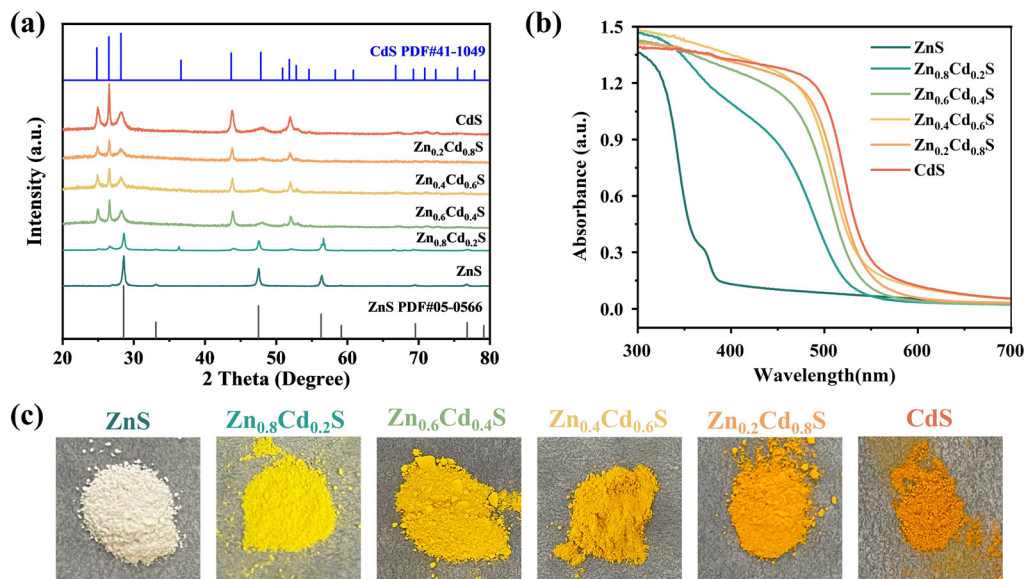 (a)
Intensity (a.u.)
CdS PDF#41-1049
CdS
Zn0.2Cd0.8S
Zn0.4Cd0.6S
Zn0.6Cd0.4S
Zn0.8Cd0.2S
ZnS
ZnS PDF#05-0566
20 30 40 50 60 70 80
2 Theta (Degree)
(b)
Absorbance (a.u.)
1.5
1.2
0.9
0.6
0.3
0.0
ZnS
Zn0.8Cd0.2S
Zn0.6Cd0.4S
Zn0.4Cd0.6S
Zn0.2Cd0.8S
CdS
300 400 500 600 700
Wavelength(nm)
(c)
ZnS Zn0.8Cd0.2S Zn0.6Cd0.4S Zn0.4Cd0.6S Zn0.2Cd0.8S CdS